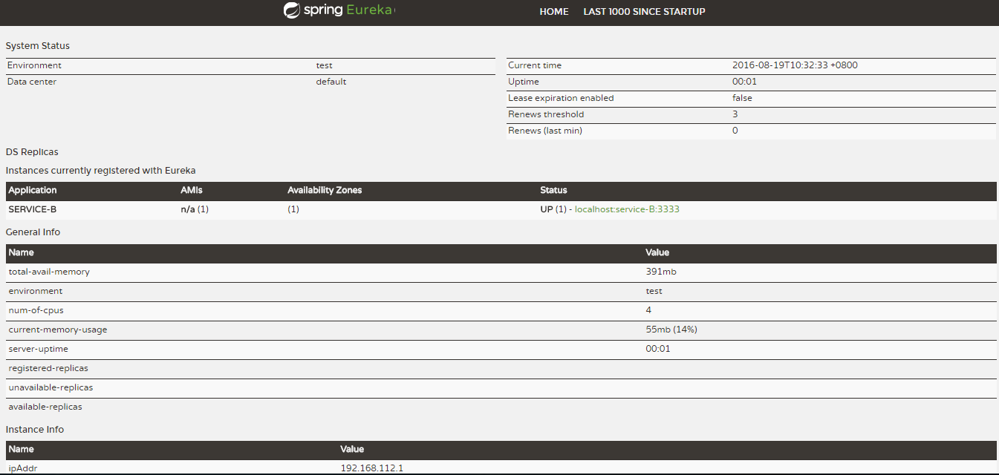 spring Eureka HOME LAST 1000 SINCE STARTUP
System Status
Environment test
Data center default
Current time 2016-08-19T10:32:33 +0800
Uptime 00:01
Lease expiration enabled false
Renews threshold 3
Renews (last min) 0
DS Replicas
Instances currently registered with Eureka
Application AMIs Availability Zones Status
SERVICE-B n/a (1) (1) UP (1) - localhost:service-B:3333
General Info
Name Value
total-avail-memory 391mb
environment test
num-of-cpus 4
current-memory-usage 55mb (14%)
server-uptime 00:01
registered-replicas
unavailable-replicas
available-replicas
Instance Info
Name Value
ipAddr 192.168.112.1